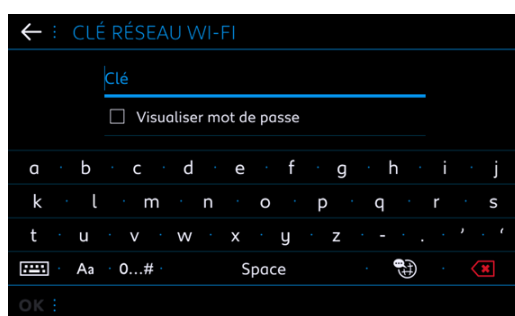 CLÉ RÉSEAU WI-FI
Clé
Visualiser mot de passe
a b c d e f g h i j
k l m n o p q r s
t u v w x y z - . ' ‘
Aa 0...# Space
OK